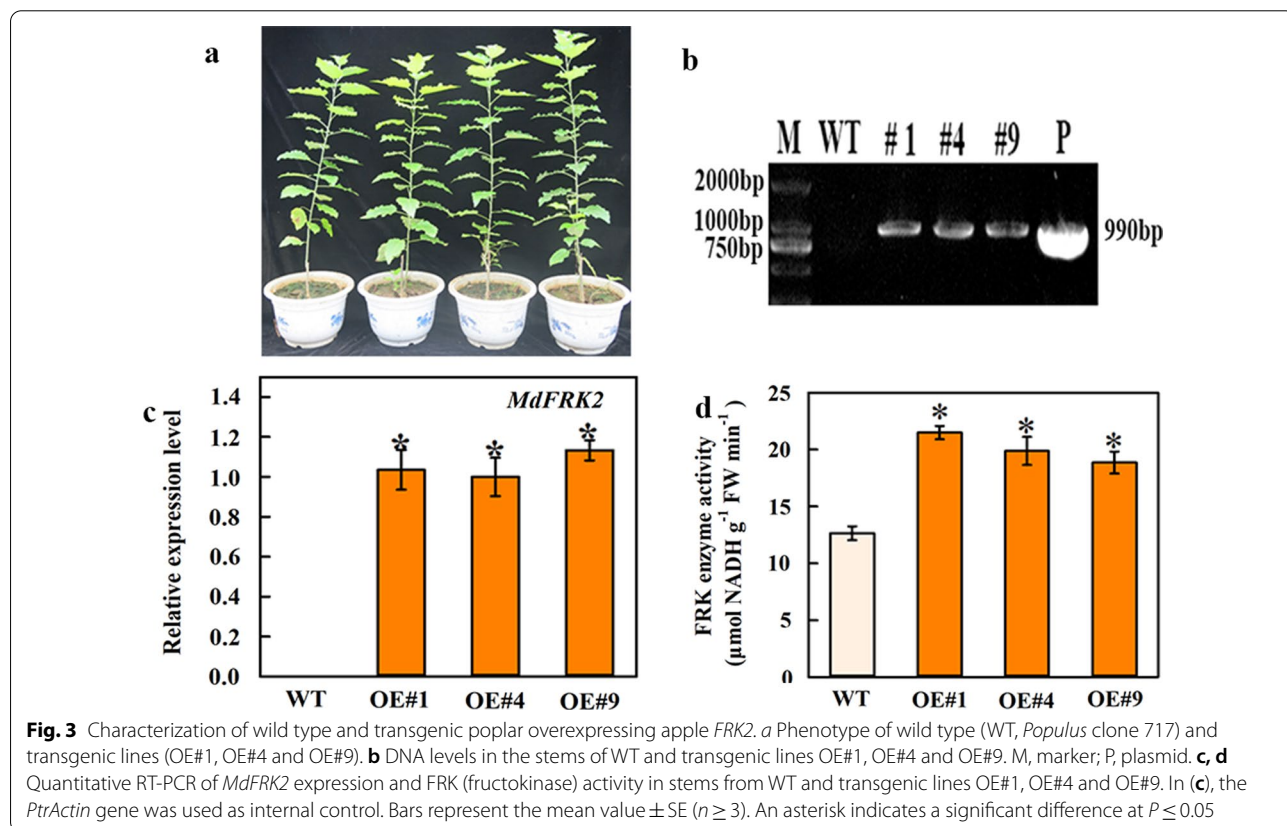 a
b
M WT #1 #4 #9 P
2000bp
1000bp
750bp
990bp
c
MdFRK2
Relative expression level
1.4
1.2
1.0
0.8
0.6
0.4
0.2
0.0
* * *
WT OE#1 OE#4 OE#9
d
FRK enzyme activity
(µmol NADH g⁻¹ FW min⁻¹)
25
20
15
10
5
0
* * *
WT OE#1 OE#4 OE#9
Fig. 3 Characterization of wild type and transgenic poplar overexpressing apple FRK2. a Phenotype of wild type (WT, Populus clone 717) and
transgenic lines (OE#1, OE#4 and OE#9). b DNA levels in the stems of WT and transgenic lines OE#1, OE#4 and OE#9. M, marker; P, plasmid. c, d
Quantitative RT-PCR of MdFRK2 expression and FRK (fructokinase) activity in stems from WT and transgenic lines OE#1, OE#4 and OE#9. In (c), the
PtrActin gene was used as internal control. Bars represent the mean value ± SE (n ≥ 3). An asterisk indicates a significant difference at P ≤ 0.05